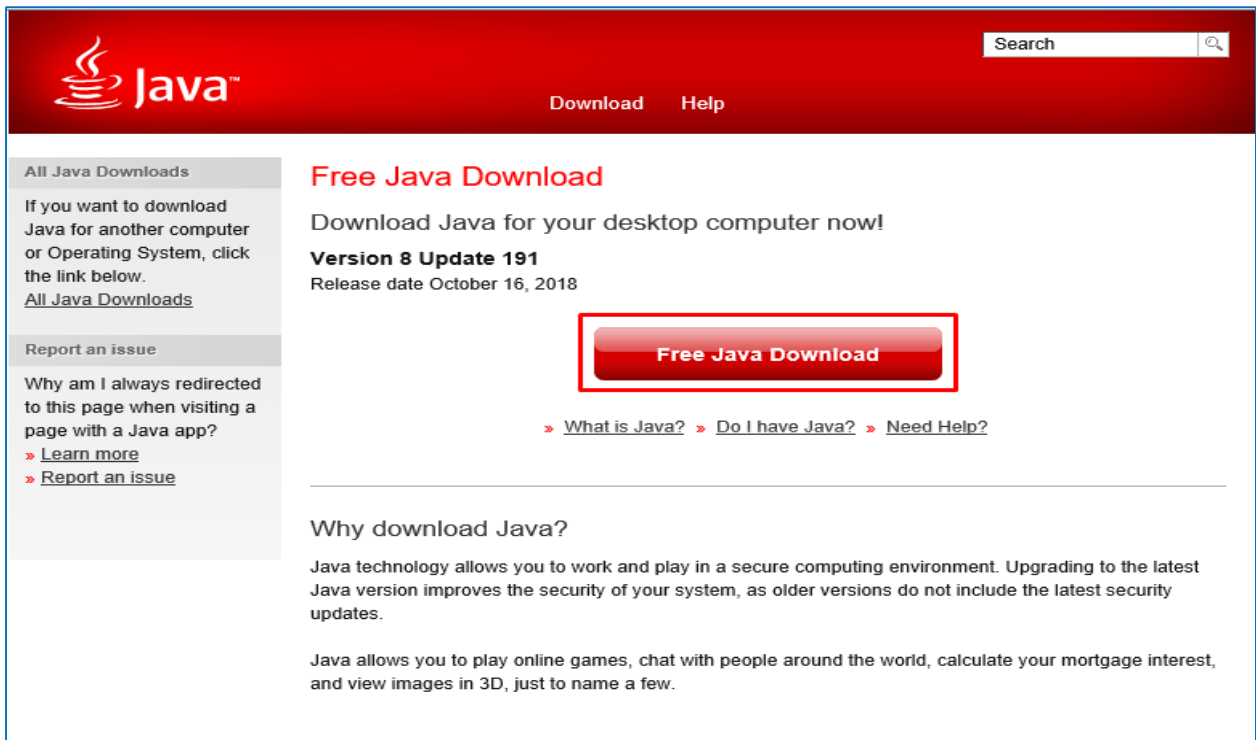 Java™
Search
Download Help
All Java Downloads
If you want to download
Java for another computer
or Operating System, click
the link below.
All Java Downloads
Report an issue
Why am I always redirected
to this page when visiting a
page with a Java app?
» Learn more
» Report an issue
Free Java Download
Download Java for your desktop computer now!
Version 8 Update 191
Release date October 16, 2018
Free Java Download
» What is Java? » Do I have Java? » Need Help?
Why download Java?
Java technology allows you to work and play in a secure computing environment. Upgrading to the latest
Java version improves the security of your system, as older versions do not include the latest security
updates.
Java allows you to play online games, chat with people around the world, calculate your mortgage interest,
and view images in 3D, just to name a few.